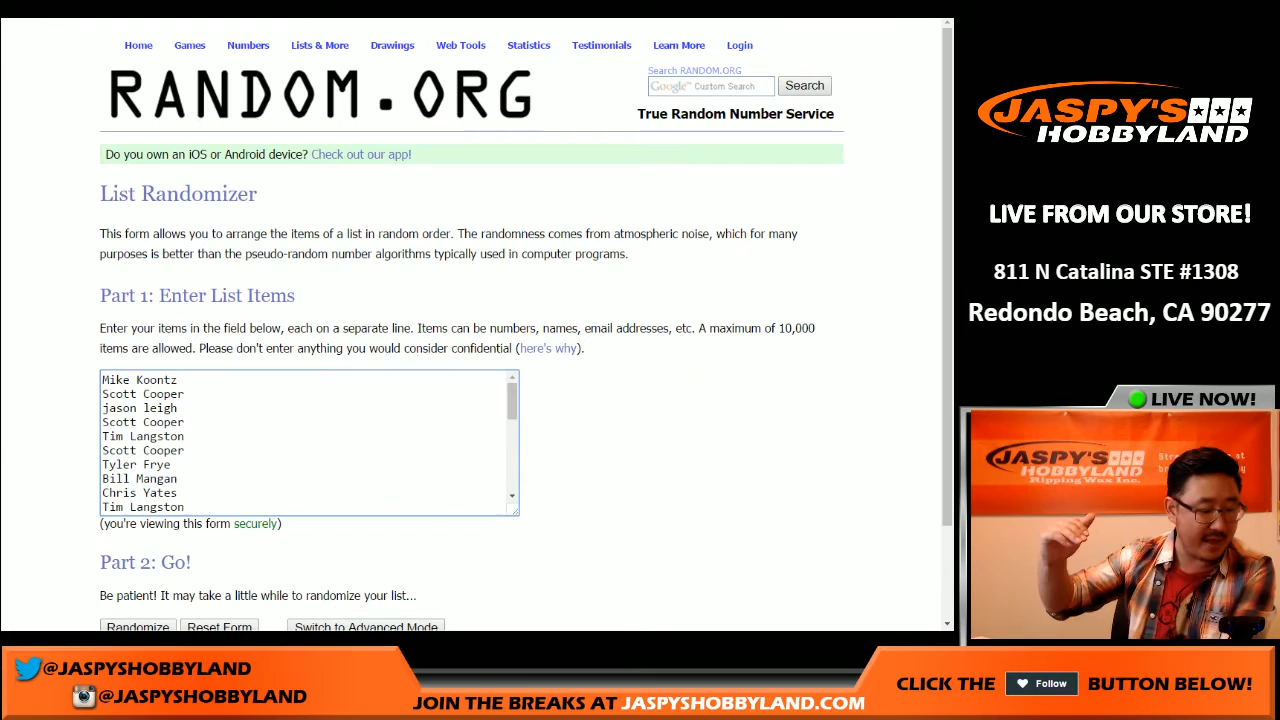 Home Games Numbers Lists & More Drawings Web Tools Statistics Testimonials Learn More Login
RANDOM.ORG
Search RANDOM.ORG
Google Custom Search Search
True Random Number Service
Do you own an iOS or Android device? Check out our app!
List Randomizer
This form allows you to arrange the items of a list in random order. The randomness comes from atmospheric noise, which for many
purposes is better than the pseudo-random number algorithms typically used in computer programs.
Part 1: Enter List Items
Enter your items in the field below, each on a separate line. Items can be numbers, names, email addresses, etc. A maximum of 10,000
items are allowed. Please don't enter anything you would consider confidential (here's why).
Mike Koontz
Scott Cooper
jason leigh
Scott Cooper
Tim Langston
Scott Cooper
Tyler Frye
Bill Mangan
Chris Yates
Tim Langston
(you're viewing this form securely)
Part 2: Go!
Be patient! It may take a little while to randomize your list...
Randomize Reset Form Switch to Advanced Mode
JASPY'S
HOBBYLAND
LIVE FROM OUR STORE!
811 N Catalina STE #1308
Redondo Beach, CA 90277
LIVE NOW!
JASPY'S
HOBBYLAND
Ripping Wax Inc.
@JASPYSHOBBYLAND
@JASPYSHOBBYLAND
JOIN THE BREAKS AT JASPYSHOBBYLAND.COM
CLICK THE Follow BUTTON BELOW!